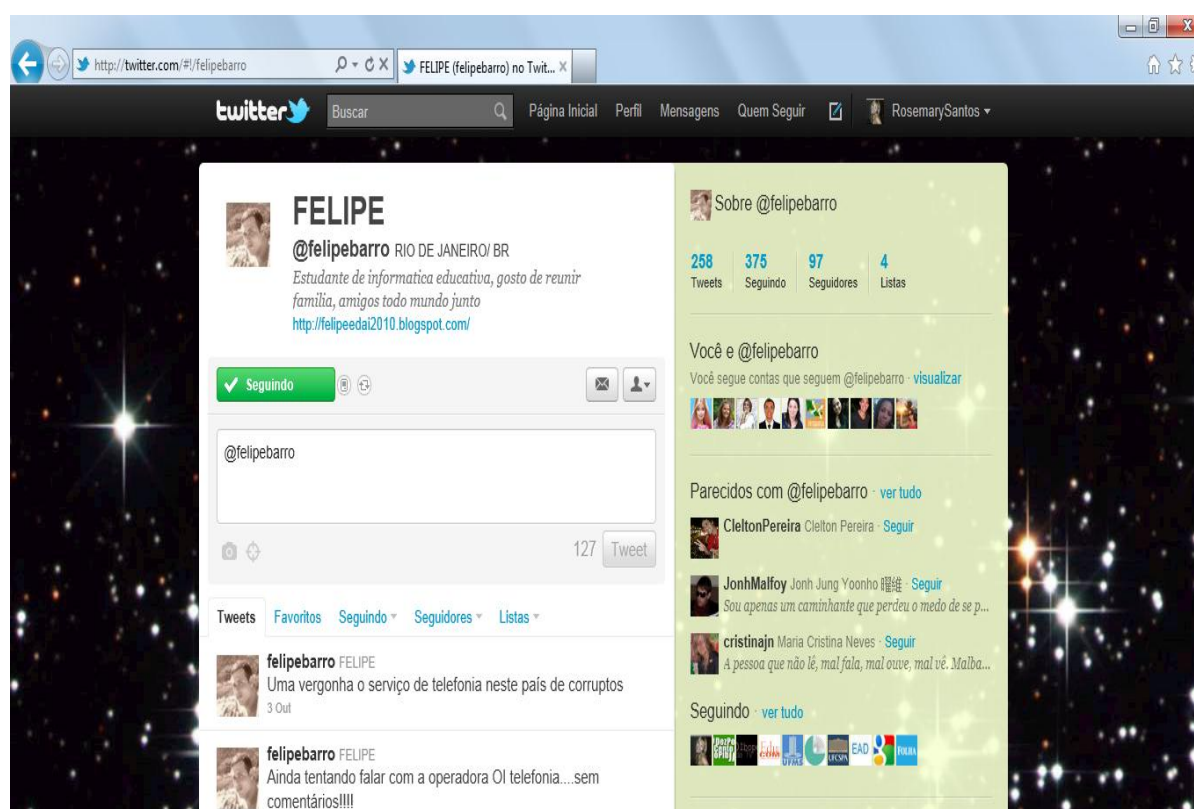 http://twitter.com/#!/felipebarro
FELIPE (felipebarro) no Twit...
twitter
Buscar
Página Inicial
Perfil
Mensagens
Quem Seguir
RosemarySantos
FELIPE
@felipebarro RIO DE JANEIRO/ BR
Estudante de informatica educativa, gosto de reunir
familia, amigos todo mundo junto
http://felipeedai2010.blogspot.com/
Seguindo
@felipebarro
127 Tweet
Tweets Favoritos Seguindo Seguidores Listas
felipebarro FELIPE
Uma vergonha o serviço de telefonia neste país de corruptos
3 Out
felipebarro FELIPE
Ainda tentando falar com a operadora OI telefonia....sem
comentários!!!!
Sobre @felipebarro
258 375 97 4
Tweets Seguindo Seguidores Listas
Você e @felipebarro
Você segue contas que seguem @felipebarro · visualizar
Parecidos com @felipebarro · ver tudo
CleltonPereira Clelton Pereira · Seguir
JonhMalfoy Jonh Jung Yoonho · Seguir
Sou apenas um caminhante que perdeu o medo de se p...
cristinajn Maria Cristina Neves · Seguir
A pessoa que não lê, mal fala, mal ouve, mal vê. Malba...
Seguindo · ver tudo
UFMS
UFCSPA
EAD
FOLHA